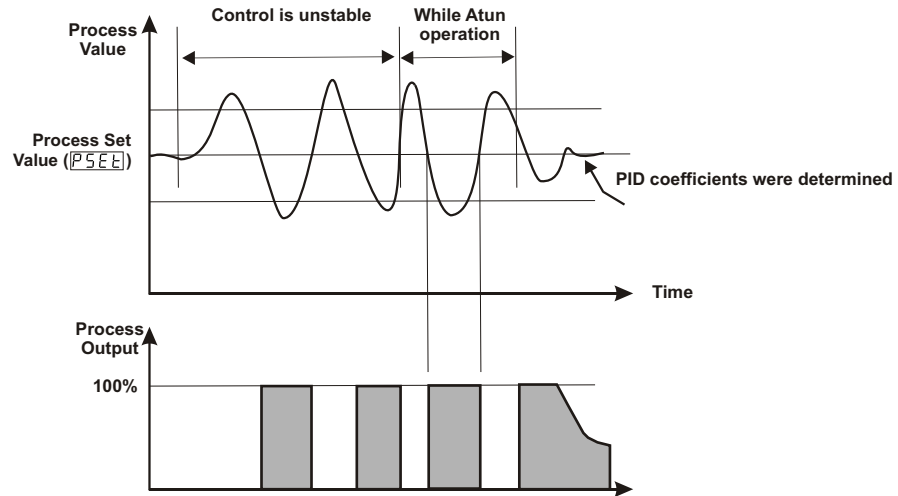 Control is unstable
While Atun
operation
Process
Value
Process Set
Value (PSEt)
PID coefficients were determined
Time
Process
Output
100%